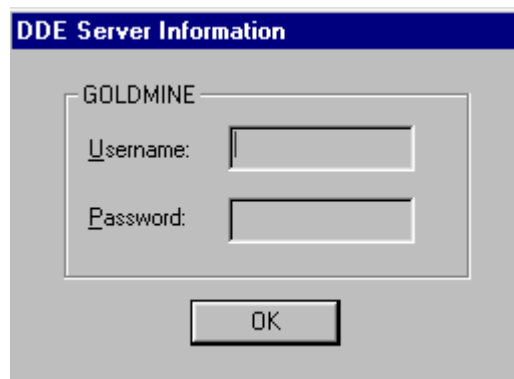 DDE Server Information
GOLDMINE
Username:
Password:
OK